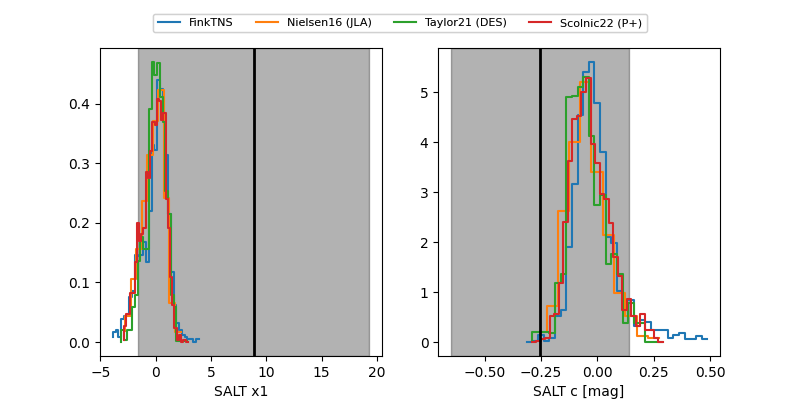 FinkTNS Nielsen16 (JLA) Taylor21 (DES) Scolnic22 (P+)
0.4
0.3
0.2
0.1
0.0
−5 0 5 10 15 20
SALT x1
5
4
3
2
1
0
−0.50 −0.25 0.00 0.25 0.50
SALT c [mag]